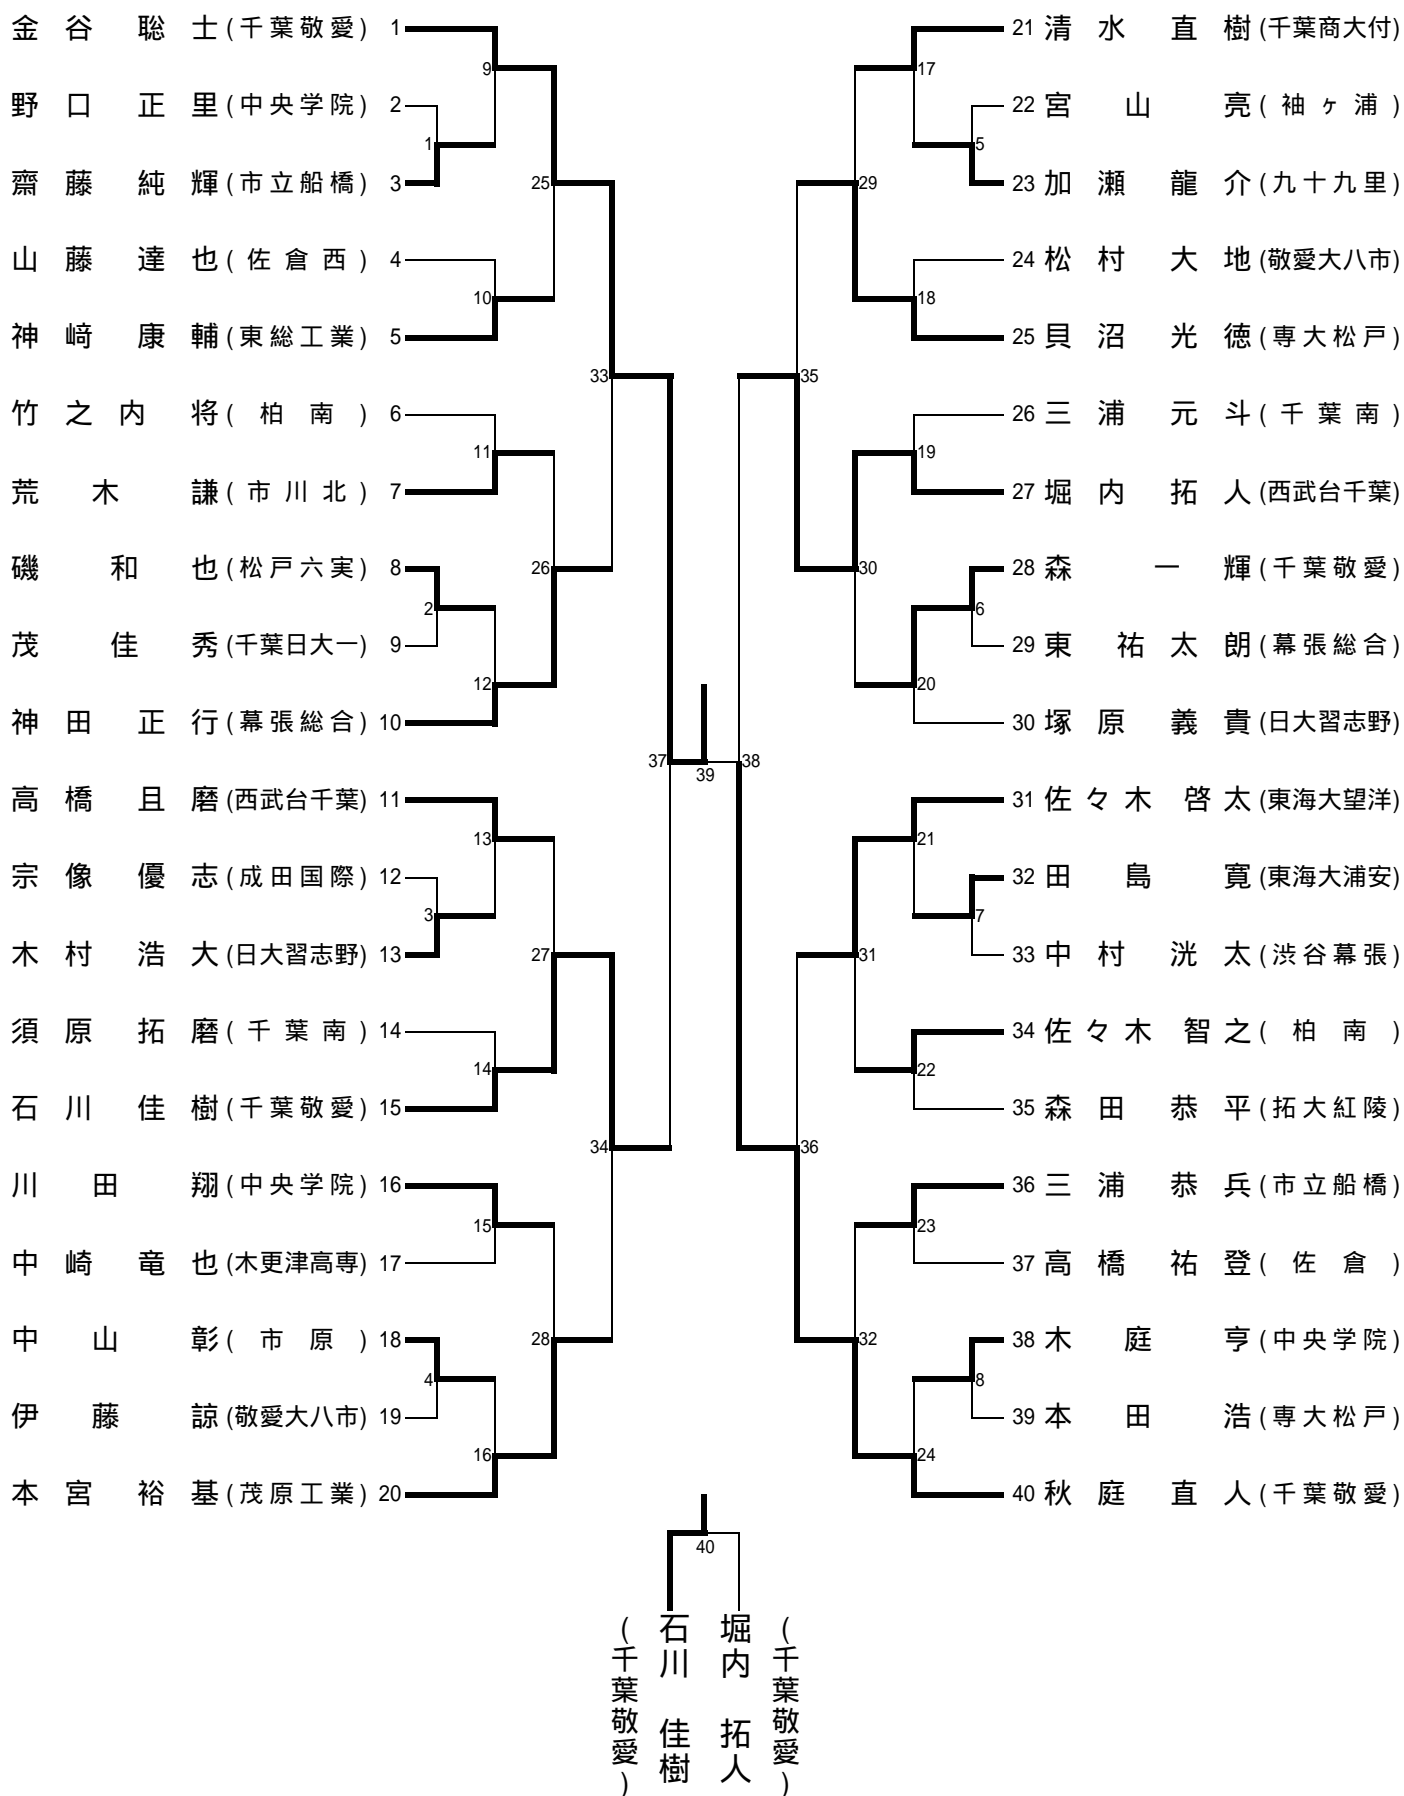 金谷 聡士 (千葉敬愛) 1
野口 正里 (中央学院) 2
齋藤 純輝 (市立船橋) 3
山藤 達也 (佐倉西) 4
神﨑 康輔 (東総工業) 5
竹之内 将 (柏南) 6
荒木 謙 (市川北) 7
磯 和也 (松戸六実) 8
茂 佳秀 (千葉日大一) 9
神田 正行 (幕張総合) 10
高橋 且磨 (西武台千葉) 11
宗像 優志 (成田国際) 12
木村 浩大 (日大習志野) 13
須原 拓磨 (千葉南) 14
石川 佳樹 (千葉敬愛) 15
川田 翔 (中央学院) 16
中崎 竜也 (木更津高専) 17
中山 彰 (市原) 18
伊藤 諒 (敬愛大八市) 19
本宮 裕基 (茂原工業) 20
1
2
3
4
9
10
11
12
13
14
15
16
25
26
27
28
33
34
37
39
38
35
36
29
30
31
32
17
18
19
20
21
22
23
24
5
6
7
8
21 清水 直樹 (千葉商大付)
22 宮山 亮 (袖ヶ浦)
23 加瀬 龍介 (九十九里)
24 松村 大地 (敬愛大八市)
25 貝沼 光徳 (専大松戸)
26 三浦 元斗 (千葉南)
27 堀内 拓人 (西武台千葉)
28 森 一輝 (千葉敬愛)
29 東 祐太朗 (幕張総合)
30 塚原 義貴 (日大習志野)
31 佐々木 啓太 (東海大望洋)
32 田島 寛 (東海大浦安)
33 中村 洸太 (渋谷幕張)
34 佐々木 智之 (柏南)
35 森田 恭平 (拓大紅陵)
36 三浦 恭兵 (市立船橋)
37 高橋 祐登 (佐倉)
38 木庭 亨 (中央学院)
39 本田 浩 (専大松戸)
40 秋庭 直人 (千葉敬愛)
40
(千葉敬愛)
石川 佳樹
堀内 拓人
(千葉敬愛)